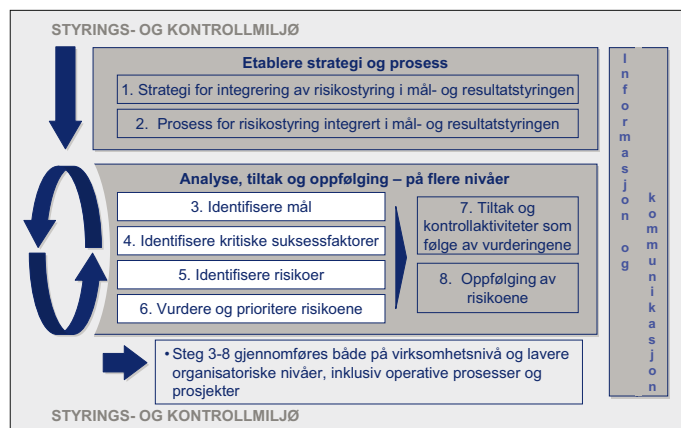 STYRINGS- OG KONTROLLMILJØ
Etablere strategi og prosess
1. Strategi for integrering av risikostyring i mål- og resultatstyringen
2. Prosess for risikostyring integrert i mål- og resultatstyringen
Analyse, tiltak og oppfølging – på flere nivåer
3. Identifisere mål
4. Identifisere kritiske suksessfaktorer
5. Identifisere risikoer
6. Vurdere og prioritere risikoene
7. Tiltak og
kontrollaktiviteter som
følge av vurderingene
8. Oppfølging av
risikoene
• Steg 3-8 gjennomføres både på virksomhetsnivå og lavere
organisatoriske nivåer, inklusiv operative prosesser og
prosjekter
Informasjon og
kommunikasjon
STYRINGS- OG KONTROLLMILJØ